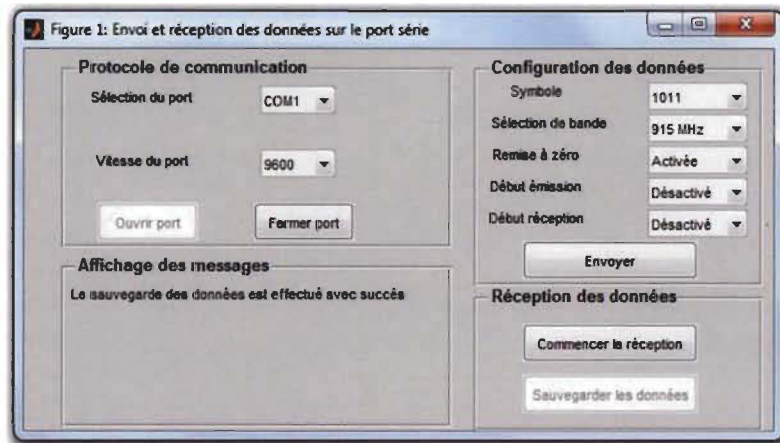 Figure 1: Envoi et réception des données sur le port série
Protocole de communication
Sélection du port
COM1
Vitesse du port
9600
Ouvrir port
Fermer port
Affichage des messages
Le sauvegarde des données est effectué avec succés
Configuration des données
Symbole
1011
Sélection de bande
915 MHz
Remise à zéro
Activée
Début émission
Désactivé
Début réception
Désactivé
Envoyer
Réception des données
Commencer la réception
Sauvegarder les données